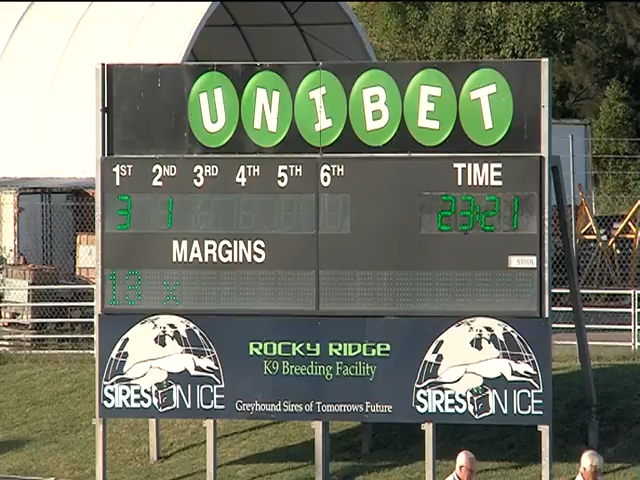 UNIBET
1ST 2ND 3RD 4TH 5TH 6TH TIME
3 1 23:21
MARGINS
13 x
ROCKY RIDGE
K9 Breeding Facility
SIRES ON ICE
Greyhound Sires of Tomorrows Future
SIRES ON ICE